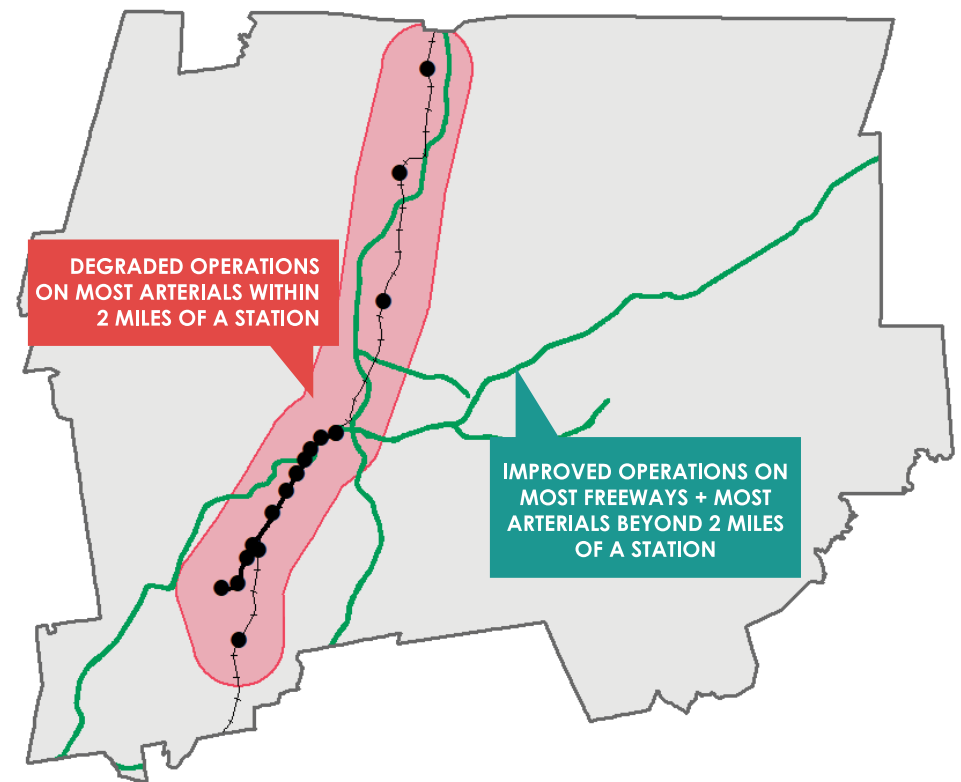 DEGRADED OPERATIONS
ON MOST ARTERIALS WITHIN
2 MILES OF A STATION
IMPROVED OPERATIONS ON
MOST FREEWAYS + MOST
ARTERIALS BEYOND 2 MILES
OF A STATION